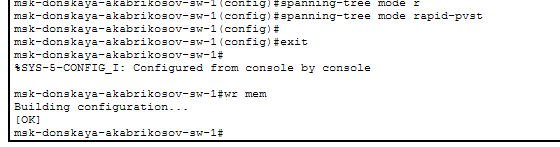 msk-donskaya-akabrikosov-sw-1(config)#spanning-tree mode r
msk-donskaya-akabrikosov-sw-1(config)#spanning-tree mode rapid-pvst
msk-donskaya-akabrikosov-sw-1(config)#
msk-donskaya-akabrikosov-sw-1(config)#exit
msk-donskaya-akabrikosov-sw-1#
%SYS-5-CONFIG_I: Configured from console by console
msk-donskaya-akabrikosov-sw-1#wr mem
Building configuration...
[OK]
msk-donskaya-akabrikosov-sw-1#